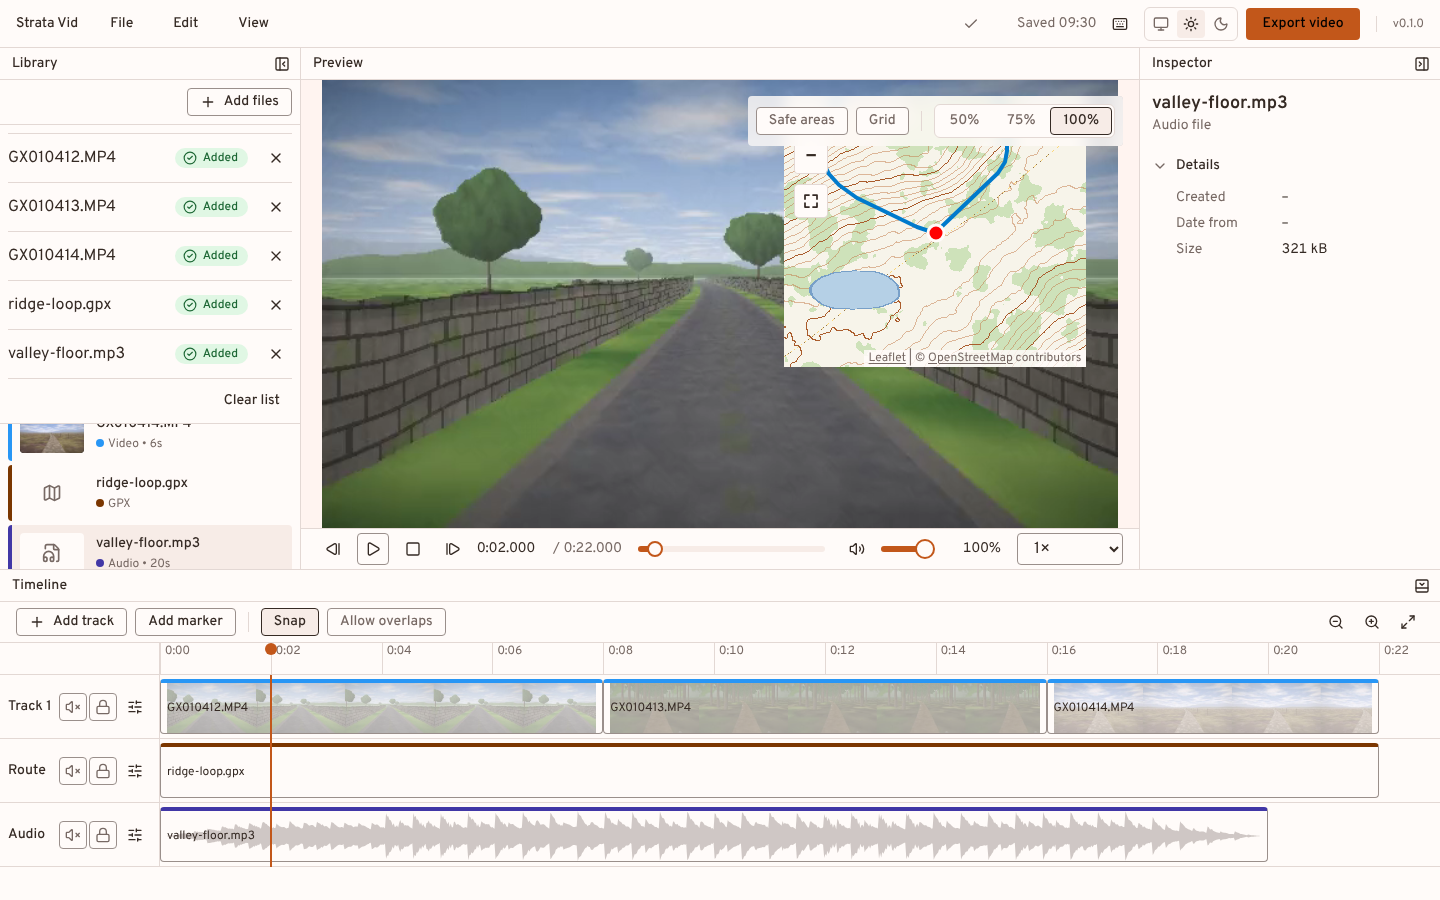 Strata Vid File Edit View Saved 09:30 Export video v0.1.0
Library Preview Inspector
Add files
GX010412.MP4 Added
GX010413.MP4 Added
GX010414.MP4 Added
ridge-loop.gpx Added
valley-floor.mp3 Added
Clear list
GX010414.MP4
Video • 6s
ridge-loop.gpx
GPX
valley-floor.mp3
Audio • 20s
Safe areas Grid 50% 75% 100%
Leaflet | © OpenStreetMap contributors
0:02.000 / 0:22.000 100% 1×
valley-floor.mp3
Audio file
Details
Created –
Date from –
Size 321 kB
Timeline
Add track Add marker Snap Allow overlaps
0:00 0:02 0:04 0:06 0:08 0:10 0:12 0:14 0:16 0:18 0:20 0:22
Track 1 GX010412.MP4 GX010413.MP4 GX010414.MP4
Route ridge-loop.gpx
Audio valley-floor.mp3